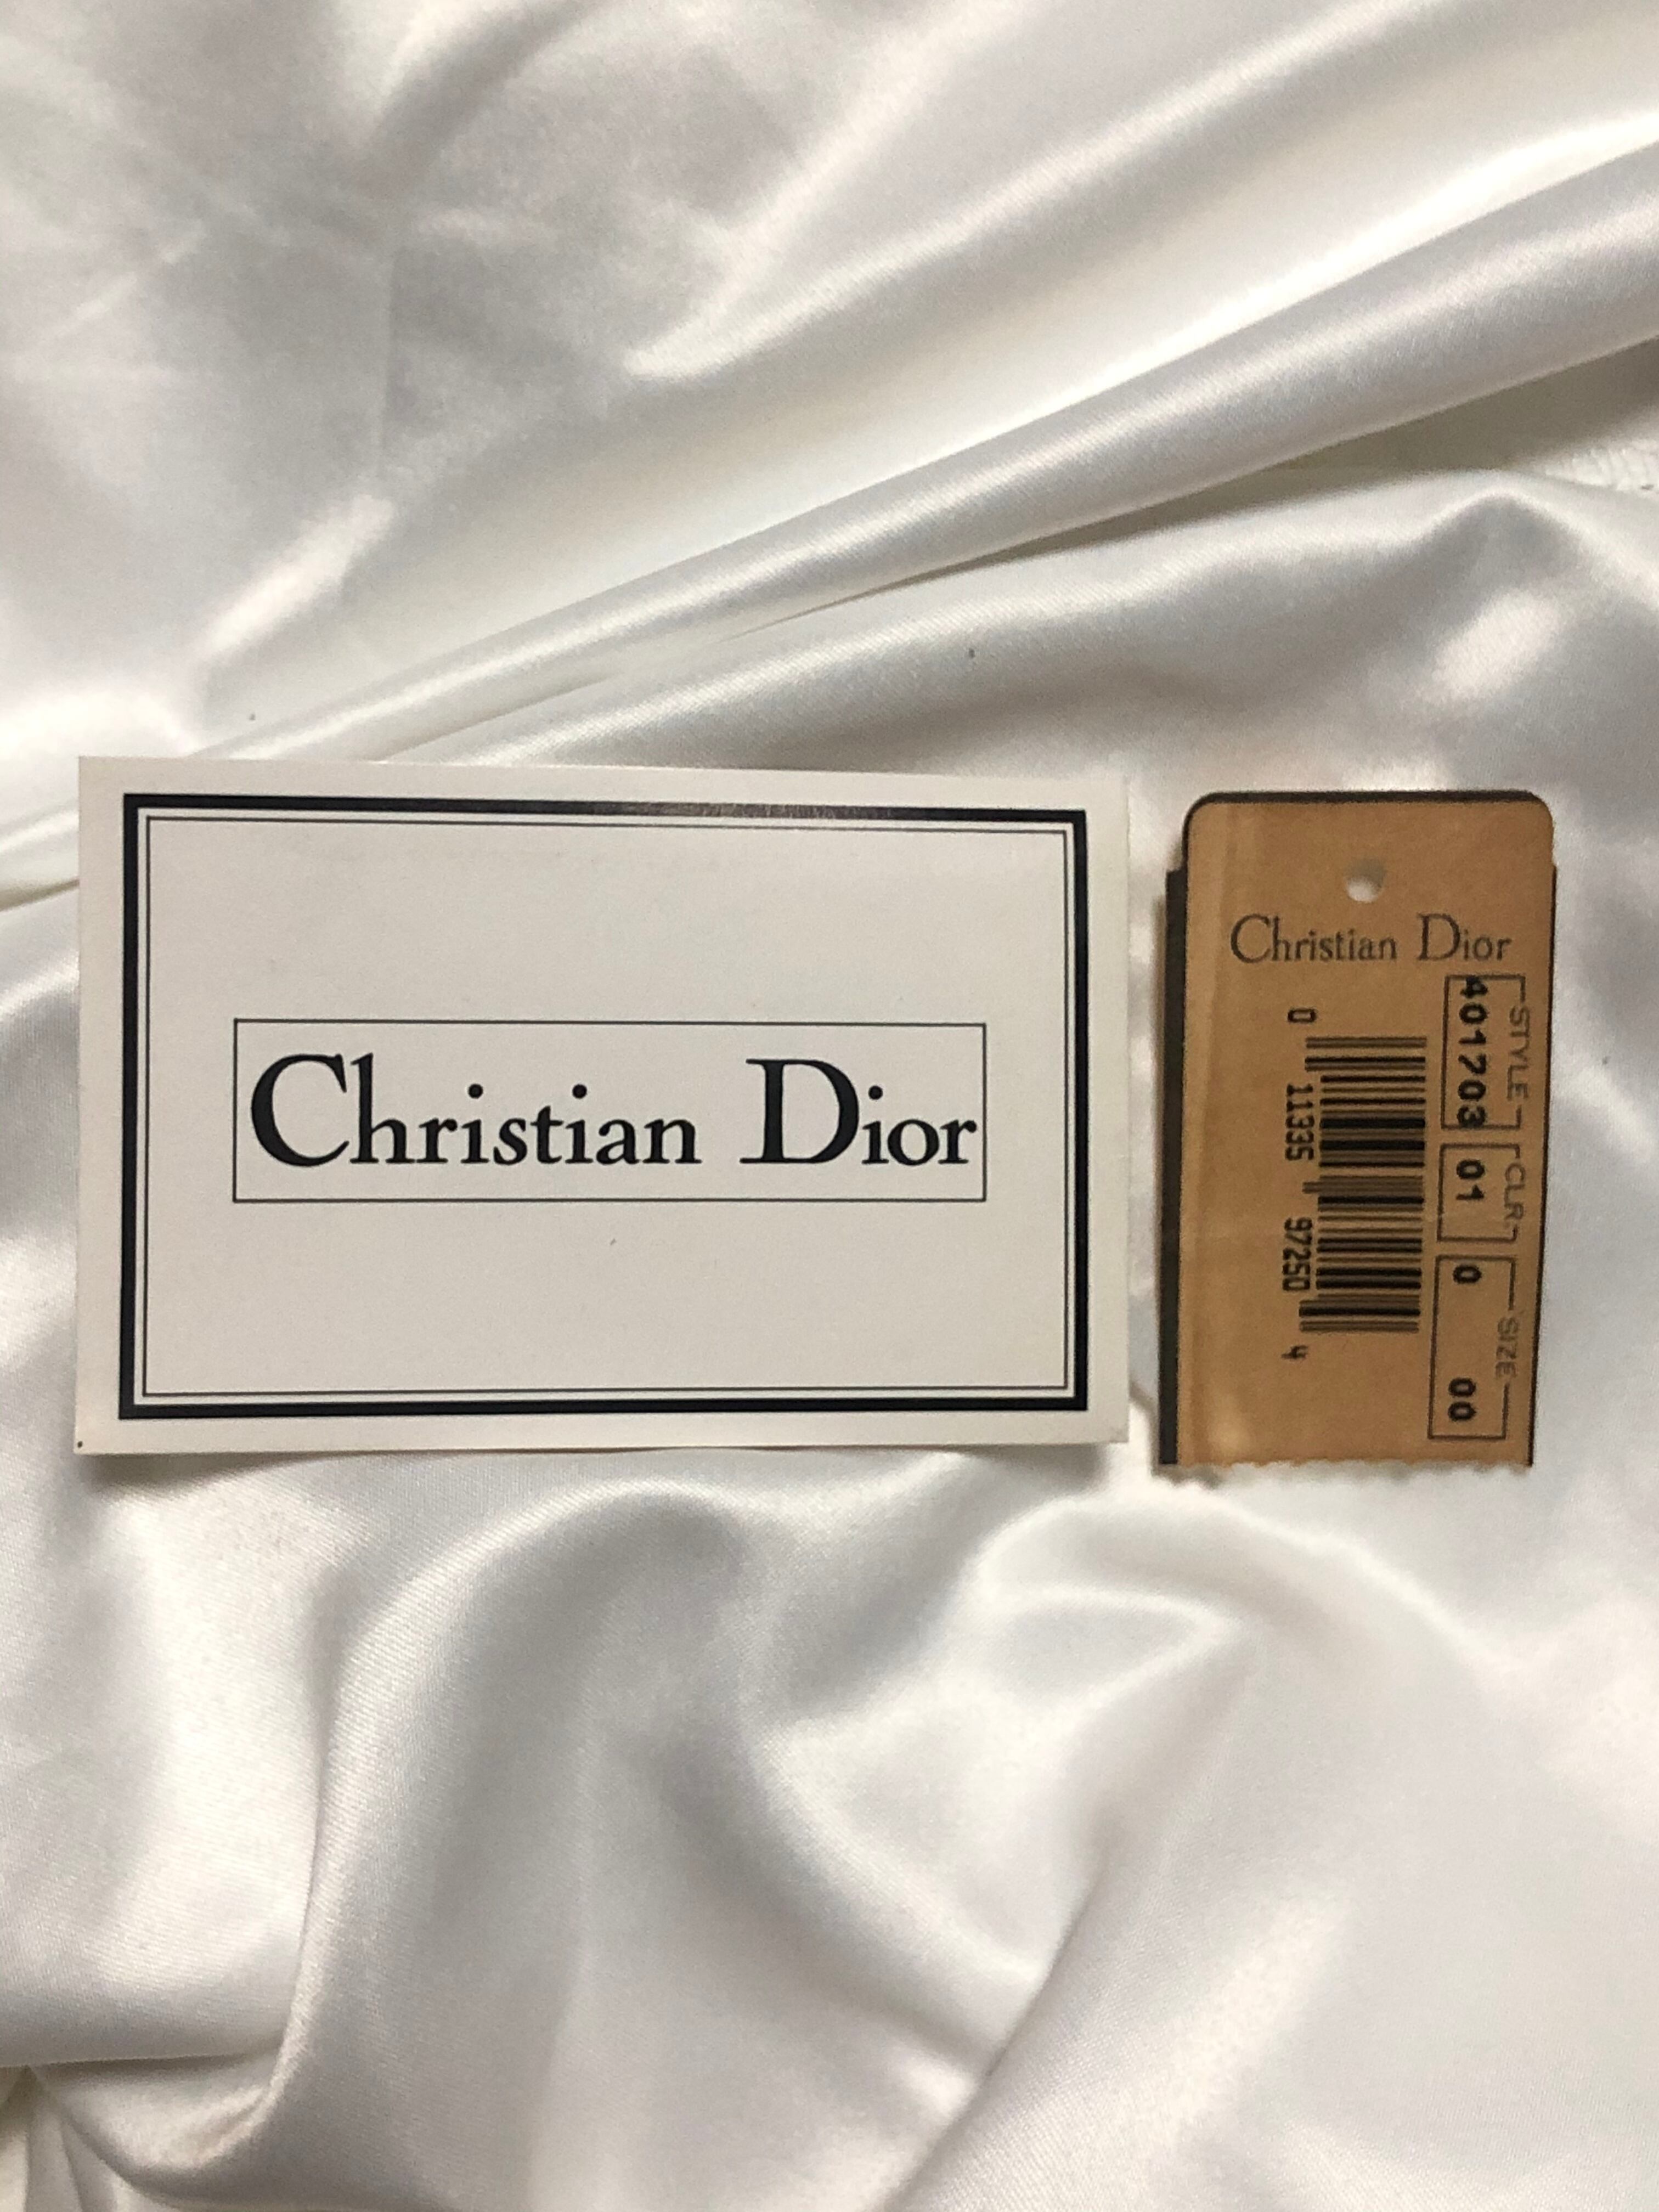 Christian Dior
Christian Dior
STYLE CLR. SIZE
401703 01 0 00
0 11335 97250 4